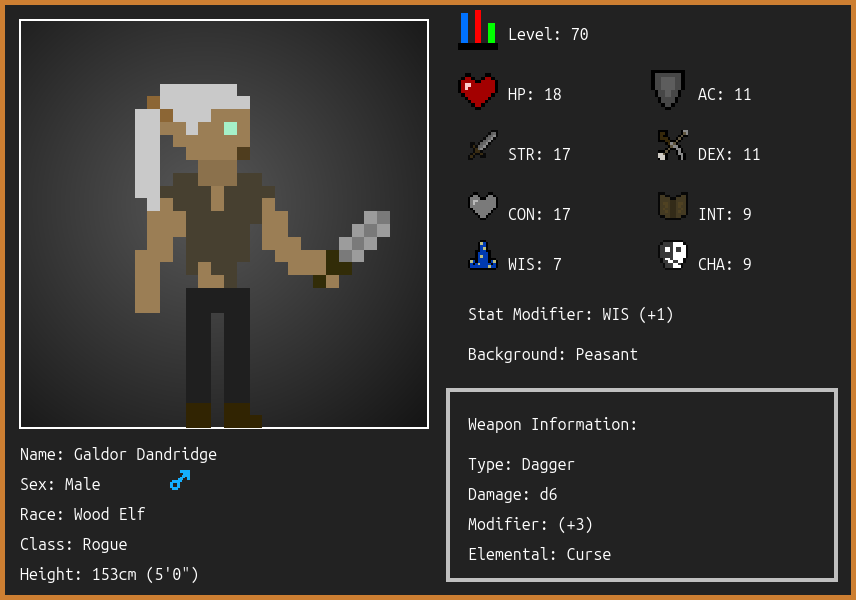 Level: 70
HP: 18
AC: 11
STR: 17
DEX: 11
CON: 17
INT: 9
WIS: 7
CHA: 9
Stat Modifier: WIS (+1)
Background: Peasant
Weapon Information:
Type: Dagger
Damage: d6
Modifier: (+3)
Elemental: Curse
Name: Galdor Dandridge
Sex: Male
Race: Wood Elf
Class: Rogue
Height: 153cm (5'0")